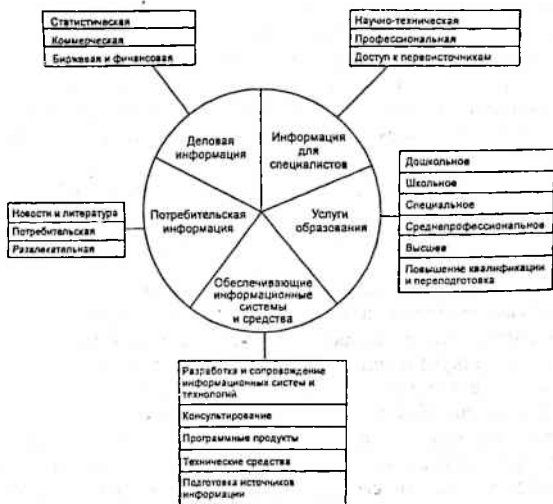 Статистическая
Коммерческая
Биржевая и финансовая
Научно-техническая
Профессиональная
Доступ к первоисточникам
Деловая
информация
Информация
для
специалистов
Дошкольное
Школьное
Специальное
Среднепрофессиональное
Высшее
Повышение квалификации
и переподготовка
Новости и литература
Потребительская
Развлекательная
Потребительская
информация
Услуги
образования
Обеспечивающие
информационные
системы
и средства
Разработка и сопровождение
информационных систем и
технологий
Консультирование
Программные продукты
Технические средства
Подготовка источников
информации